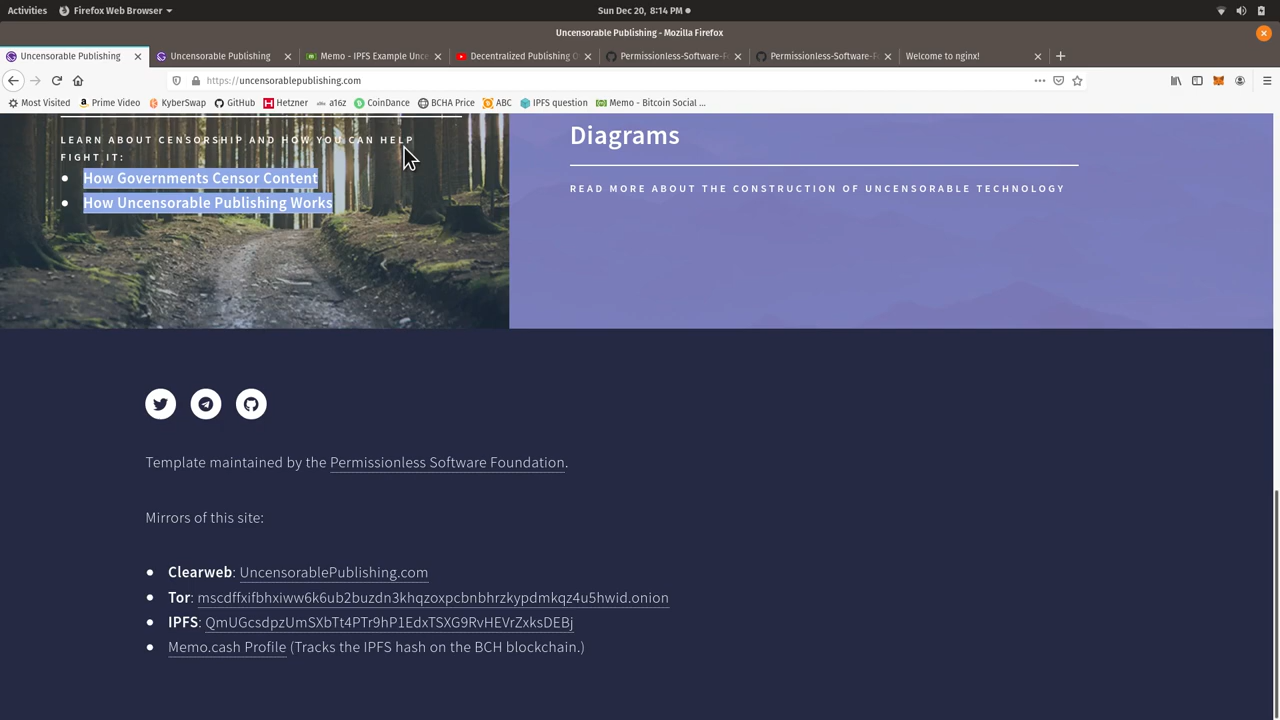 Activities
Firefox Web Browser
Sun Dec 20, 8:14 PM
Uncensorable Publishing - Mozilla Firefox
Uncensorable Publishing
Uncensorable Publishing
Memo - IPFS Example Unce
Decentralized Publishing O
Permissionless-Software-F
Permissionless-Software-F
Welcome to nginx!
https://uncensorablepublishing.com
Most Visited
Prime Video
KyberSwap
GitHub
Hetzner
a16z
CoinDance
BCHA Price
ABC
IPFS question
Memo - Bitcoin Social ...
LEARN ABOUT CENSORSHIP AND HOW YOU CAN HELP
FIGHT IT:
How Governments Censor Content
How Uncensorable Publishing Works
Diagrams
READ MORE ABOUT THE CONSTRUCTION OF UNCENSORABLE TECHNOLOGY
Template maintained by the Permissionless Software Foundation.
Mirrors of this site:
Clearweb: UncensorablePublishing.com
Tor: mscdffxifbhxiww6k6ub2buzdn3khqzoxpcbnbhrzkypdmkqz4u5hwid.onion
IPFS: QmUGcsdpzUmSXbTt4PTr9hP1EdxTSXG9RvHEVrZxksDEBj
Memo.cash Profile (Tracks the IPFS hash on the BCH blockchain.)